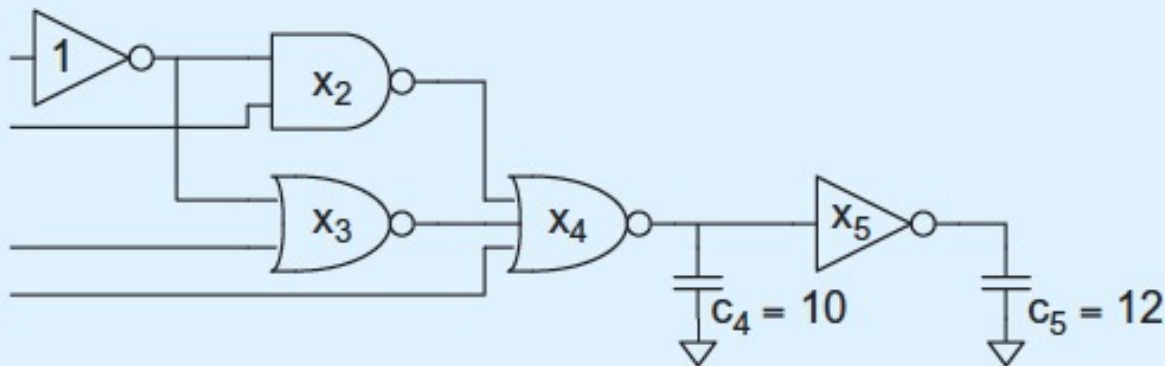 1
x₂
x₃
x₄
x₅
c₄ = 10
c₅ = 12